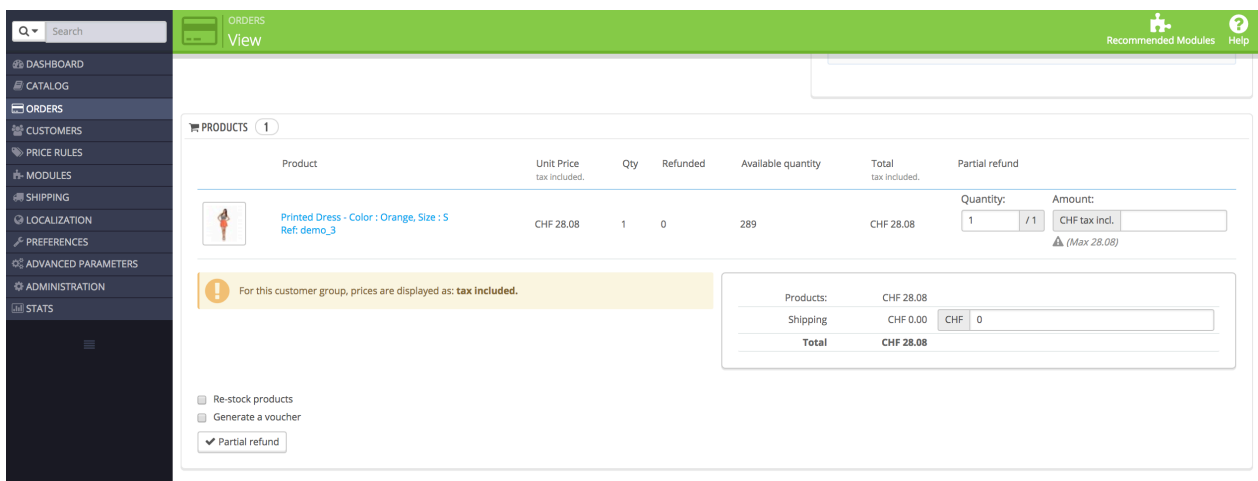 Search
ORDERS
View
Recommended Modules
Help
DASHBOARD
CATALOG
ORDERS
CUSTOMERS
PRICE RULES
MODULES
SHIPPING
LOCALIZATION
PREFERENCES
ADVANCED PARAMETERS
ADMINISTRATION
STATS
PRODUCTS 1
Product Unit Price Qty Refunded Available quantity Total Partial refund
tax included. tax included.
Quantity: Amount:
Printed Dress - Color : Orange, Size : S CHF 28.08 1 0 289 CHF 28.08 1 / 1 CHF tax incl.
Ref: demo_3
(Max 28.08)
For this customer group, prices are displayed as: tax included.
Products: CHF 28.08
Shipping CHF 0.00 CHF 0
Total CHF 28.08
Re-stock products
Generate a voucher
Partial refund